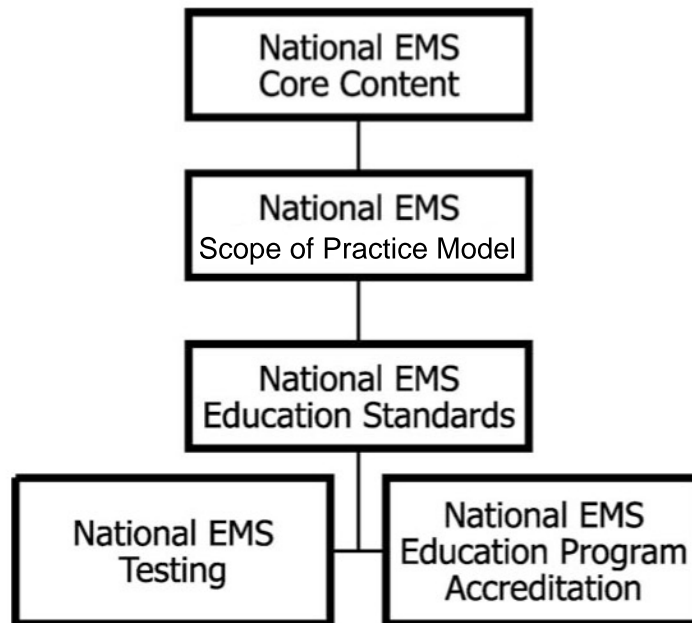 National EMS
Core Content
National EMS
Scope of Practice Model
National EMS
Education Standards
National EMS
Testing
National EMS
Education Program
Accreditation